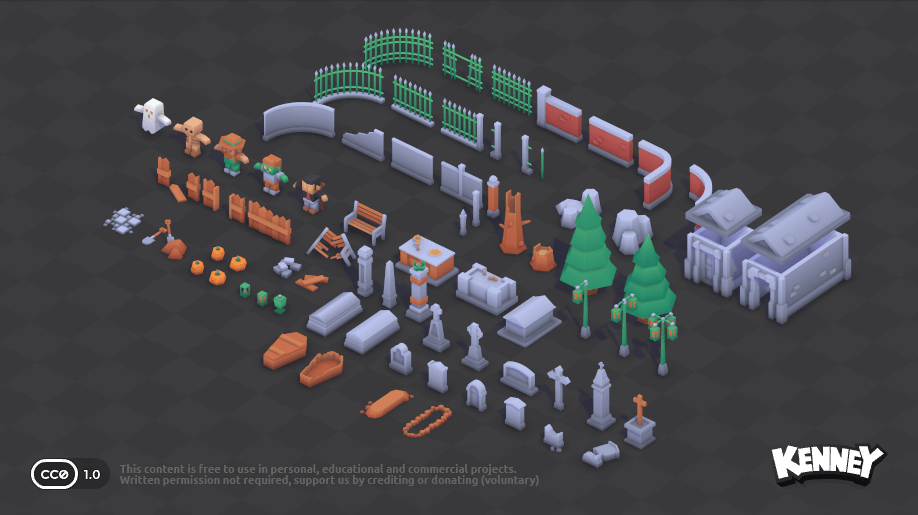 CC0 1.0
This content is free to use in personal, educational and commercial projects.
Written permission not required, support us by crediting or donating (voluntary)
KENNEY